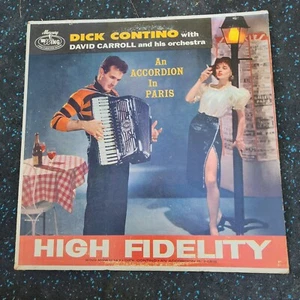 DICK CONTINO with
DAVID CARROLL and his orchestra
An
ACCORDION
In
PARIS
HIGH FIDELITY